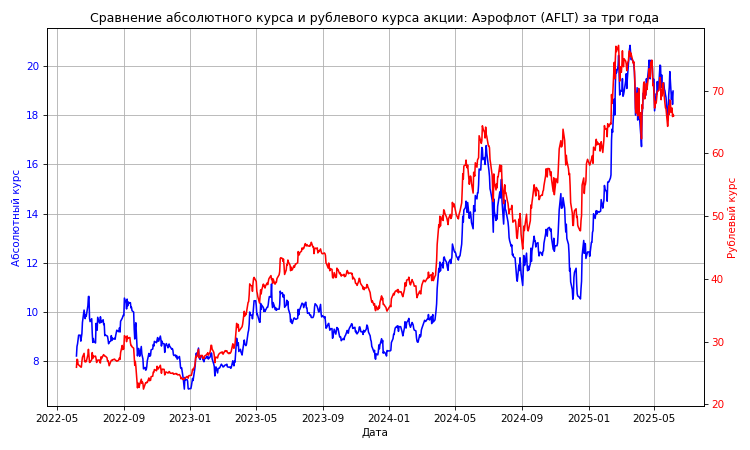 Сравнение абсолютного курса и рублевого курса акции: Аэрофлот (AFLT) за три года
Абсолютный курс
20
18
16
14
12
10
8
70
60
50
40
30
20
Рублевый курс
2022-05 2022-09 2023-01 2023-05 2023-09 2024-01 2024-05 2024-09 2025-01 2025-05
Дата